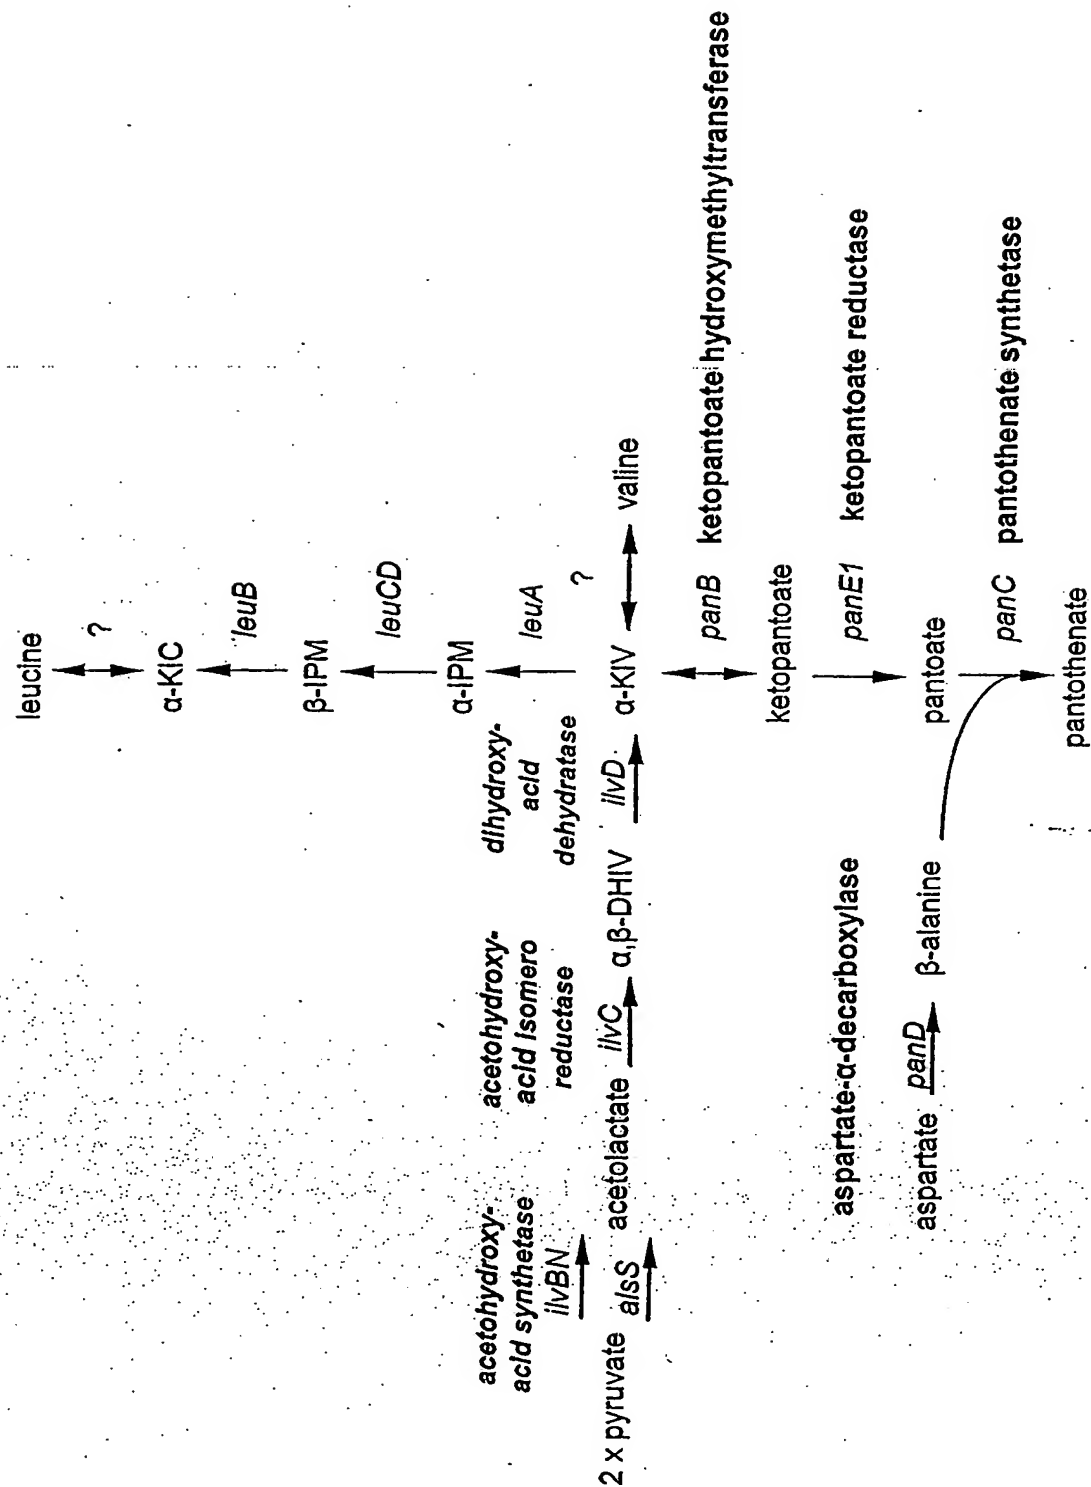 leucine
?
α-KIC
leuB
β-IPM
leuCD
α-IPM
leuA
acetohydroxy-
acid synthetase
ilvBN
acetohydroxy-
acid isomero
reductase
dihydroxy-
acid
dehydratase
?
2 x pyruvate alsS acetolactate ilvC α,β-DHIV ilvD α-KIV valine
panB ketopantoate hydroxymethyltransferase
ketopantoate
aspartate-α-decarboxylase
panE1 ketopantoate reductase
aspartate panD β-alanine
pantoate
panC pantothenate synthetase
pantothenate